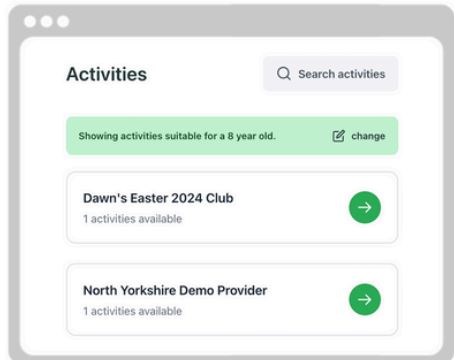 Activities
Search activities
Showing activities suitable for a 8 year old.
change
Dawn's Easter 2024 Club
1 activities available
North Yorkshire Demo Provider
1 activities available